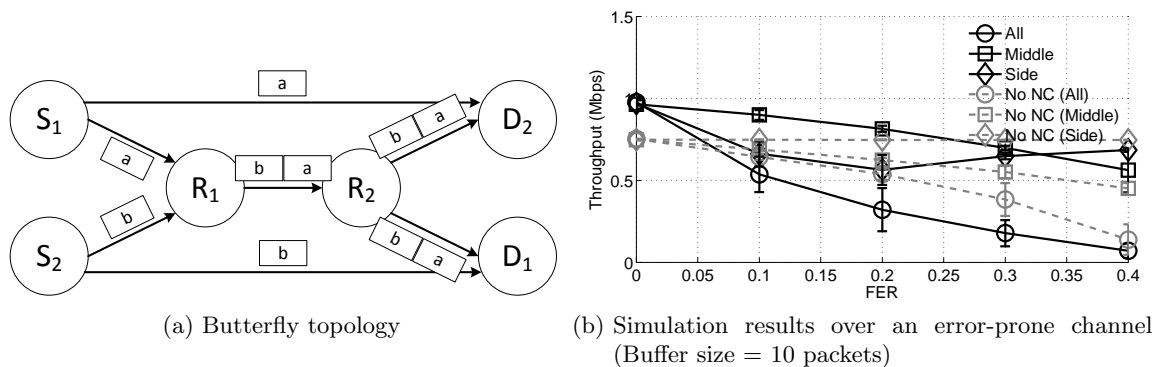 a
S1
D2
b
a
a
b
a
R1
R2
b
b
a
S2
b
D1
(a) Butterfly topology
1.5
1
0.5
0
Throughput (Mbps)
All
Middle
Side
No NC (All)
No NC (Middle)
No NC (Side)
0
0.05
0.1
0.15
0.2
0.25
0.3
0.35
0.4
FER
(b) Simulation results over an error-prone channel
(Buffer size = 10 packets)